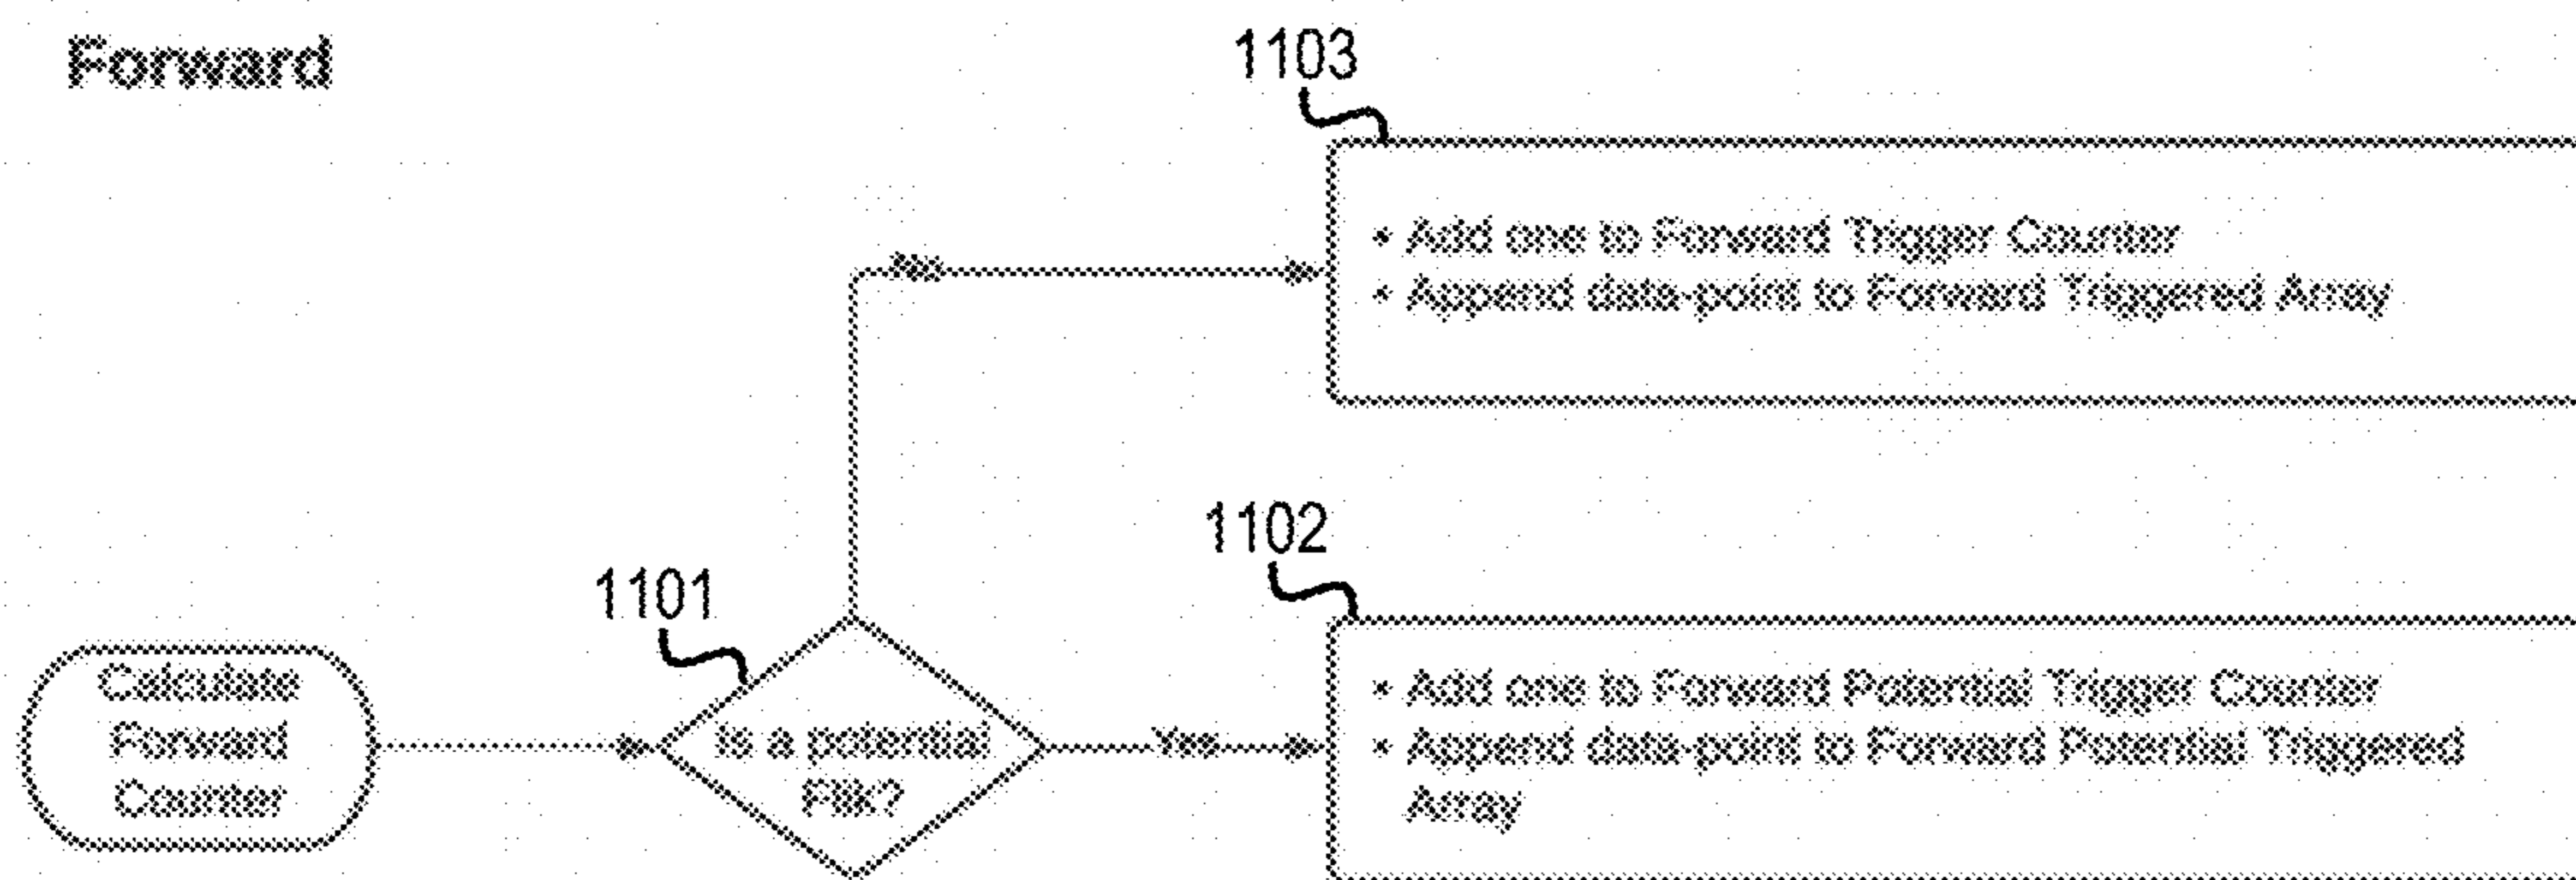 Forward
1103
• Add one to Forward Trigger Counter
• Append data-point to Forward Triggered Array
No
1102
1101
Calculate
Forward
Counter
is a potential
Flik?
Yes
• Add one to Forward Potential Trigger Counter
• Append data-point to Forward Potential Triggered
Array